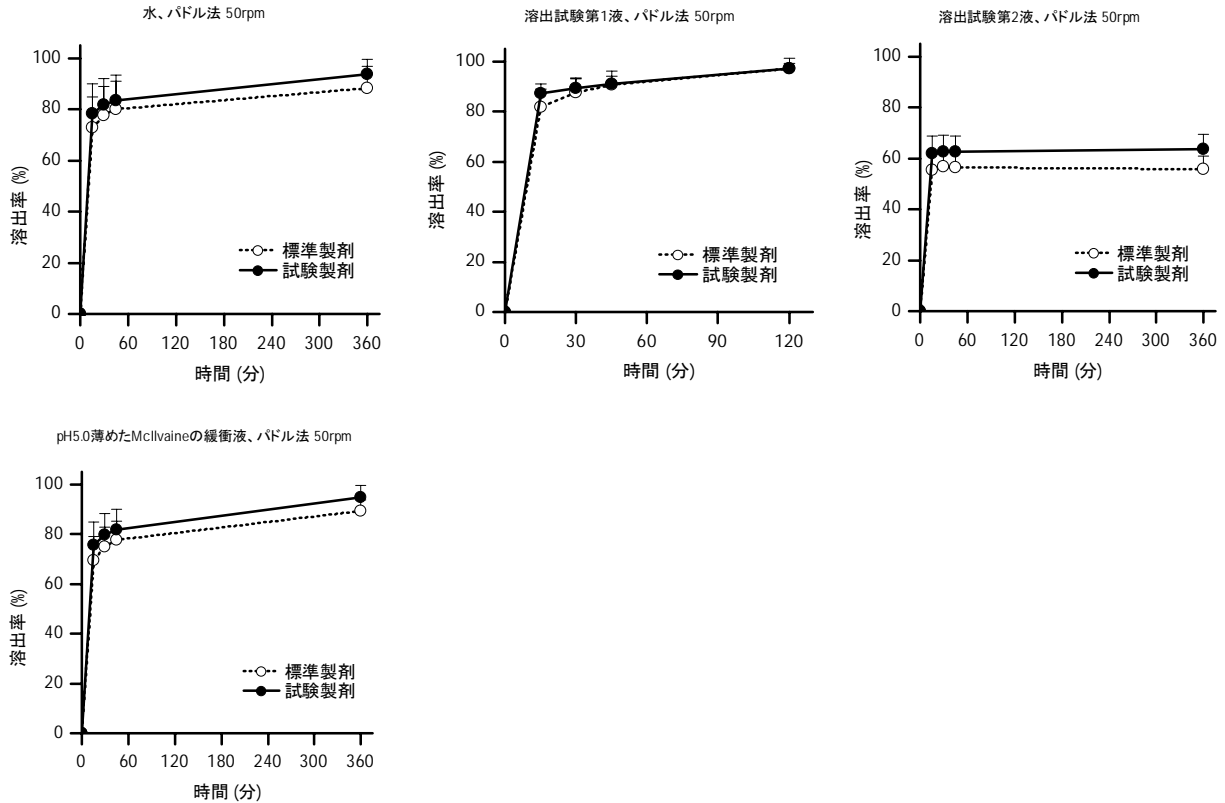 水、パドル法 50rpm
100
80
60
40
20
0
溶出率 (%)
標準製剤
試験製剤
0 60 120 180 240 300 360
時間 (分)
溶出試験第1液、パドル法 50rpm
100
80
60
40
20
0
溶出率 (%)
標準製剤
試験製剤
0 30 60 90 120
時間 (分)
溶出試験第2液、パドル法 50rpm
100
80
60
40
20
0
溶出率 (%)
標準製剤
試験製剤
0 60 120 180 240 300 360
時間 (分)
pH5.0薄めたMcIlvaineの緩衝液、パドル法 50rpm
100
80
60
40
20
0
溶出率 (%)
標準製剤
試験製剤
0 60 120 180 240 300 360
時間 (分)